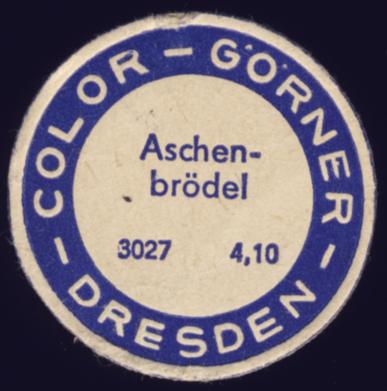 COLOR – GÖRNER – DRESDEN –
Aschen-
brödel
3027 4,10